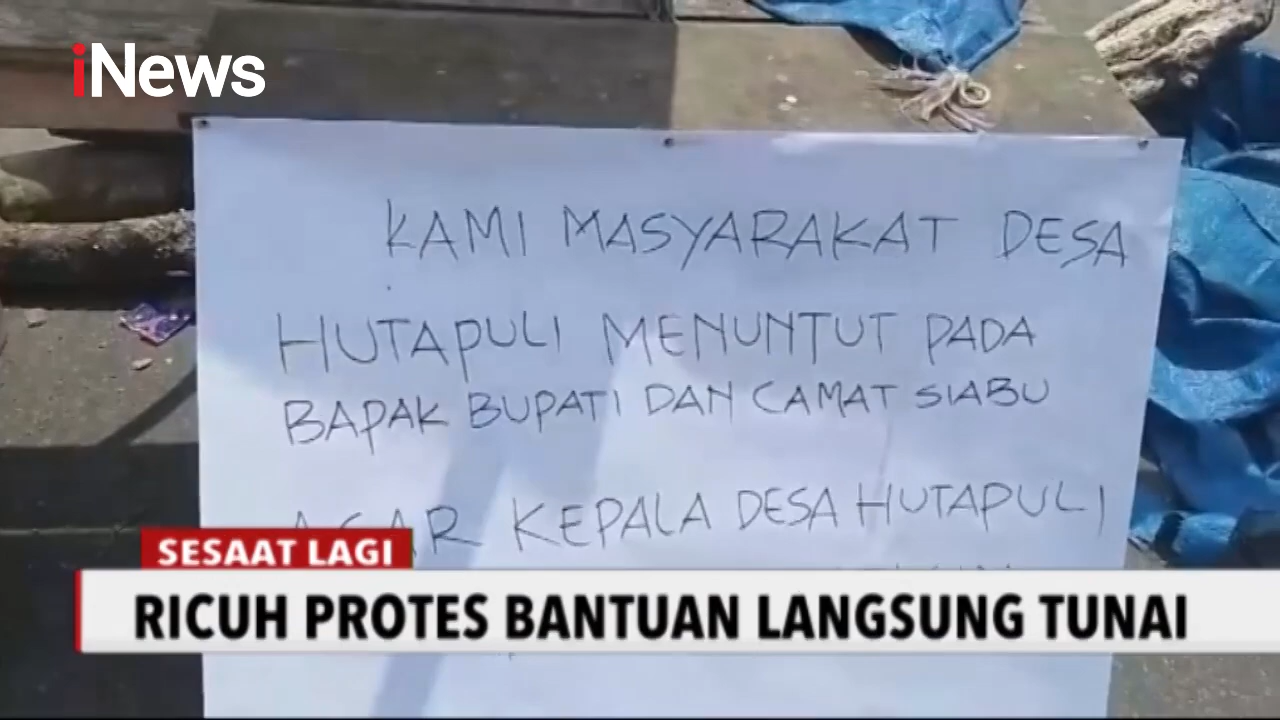 iNews
KAMI MASYARAKAT DESA
HUTAPULI MENUNTUT PADA
BAPAK BUPATI DAN CAMAT SIABU
AGAR KEPALA DESA HUTAPULI
SESAAT LAGI
RICUH PROTES BANTUAN LANGSUNG TUNAI